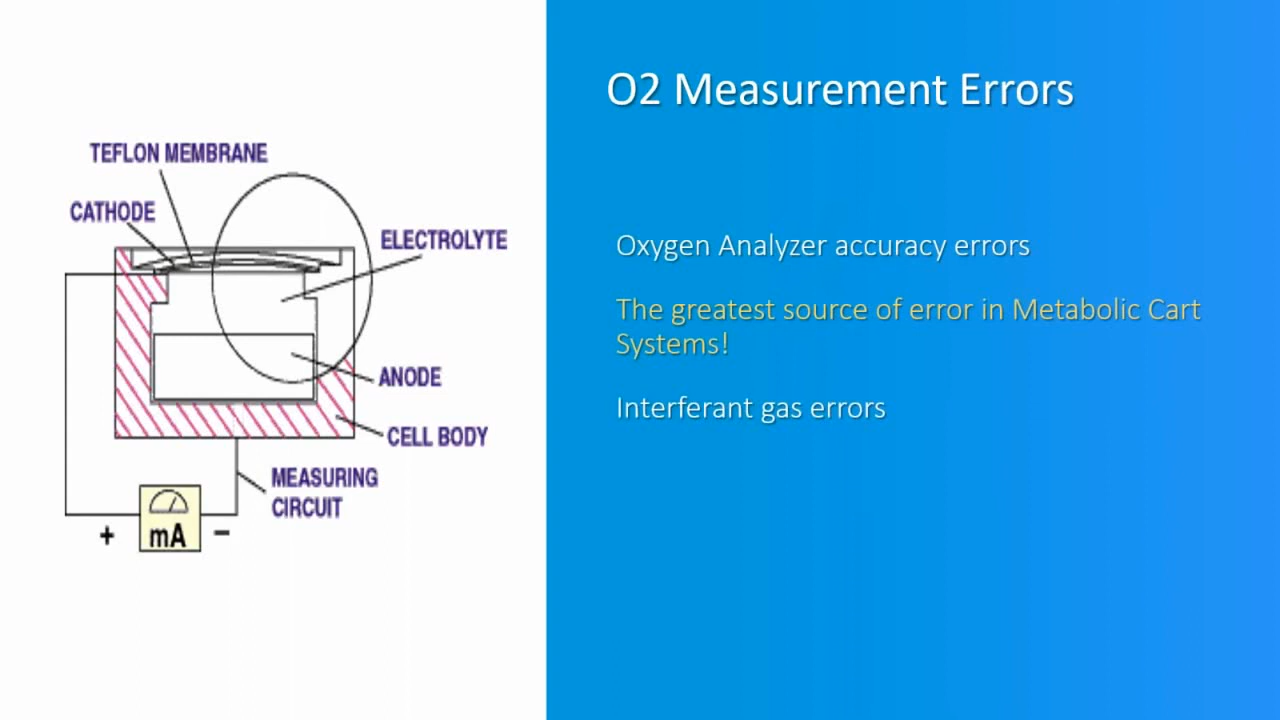 O2 Measurement Errors
TEFLON MEMBRANE
CATHODE
ELECTROLYTE
ANODE
CELL BODY
MEASURING
CIRCUIT
+
mA
−
Oxygen Analyzer accuracy errors
The greatest source of error in Metabolic Cart
Systems!
Interferant gas errors